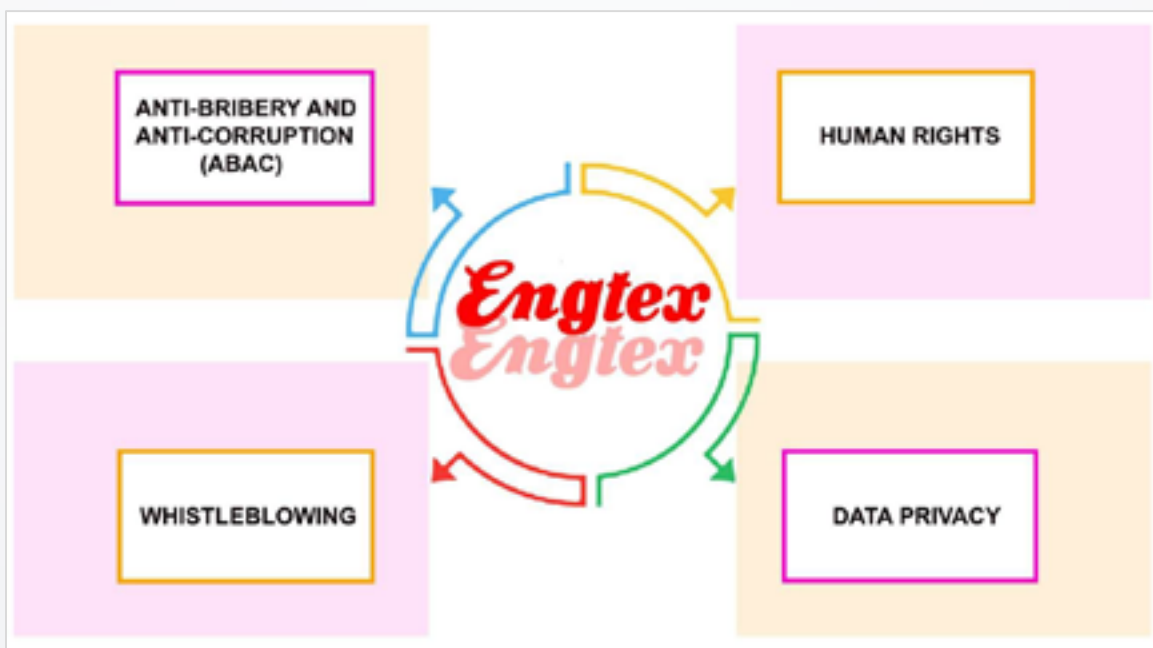 ANTI-BRIBERY AND
ANTI-CORRUPTION
(ABAC)
HUMAN RIGHTS
Engtex
Engtex
WHISTLEBLOWING
DATA PRIVACY